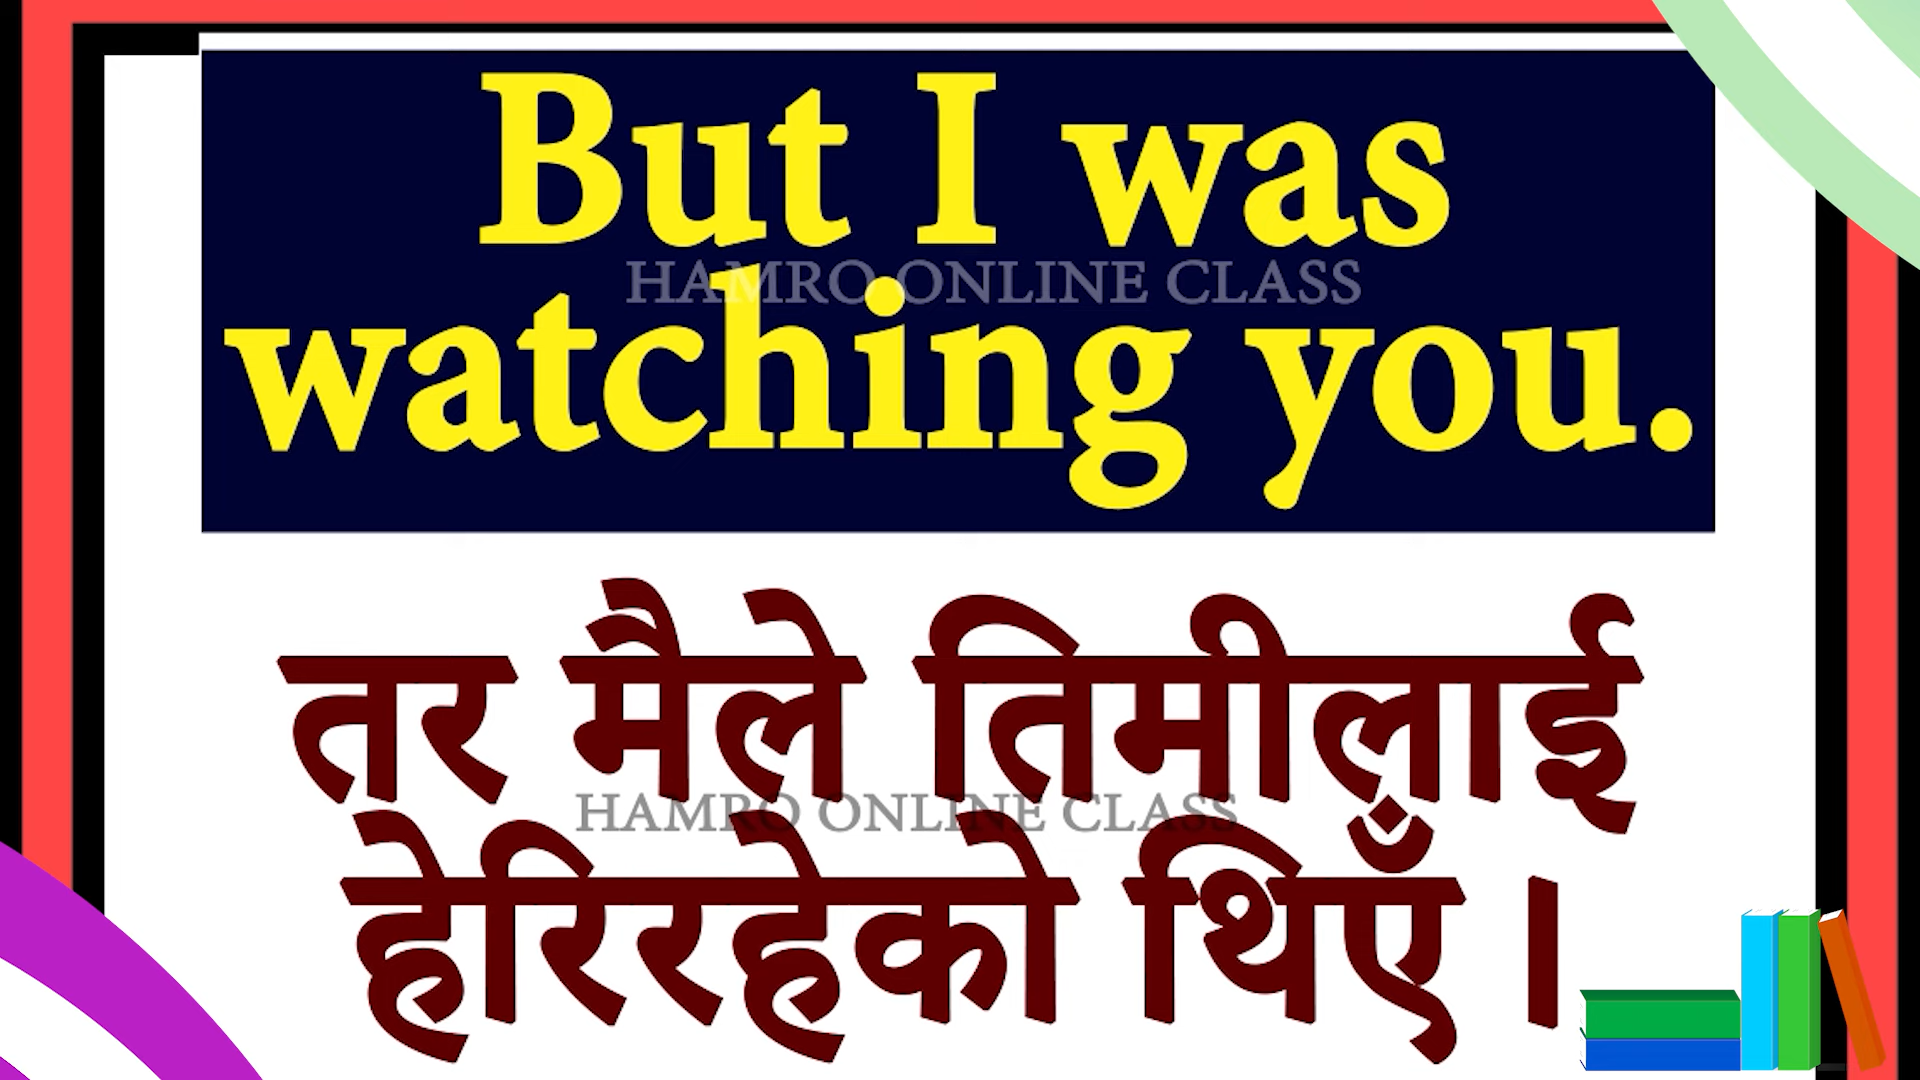 But I was
HAMRO ONLINE CLASS
watching you.
तर मैले तिमीलाई
HAMRO ONLINE CLASS
हेरिरहेको थिएँ ।